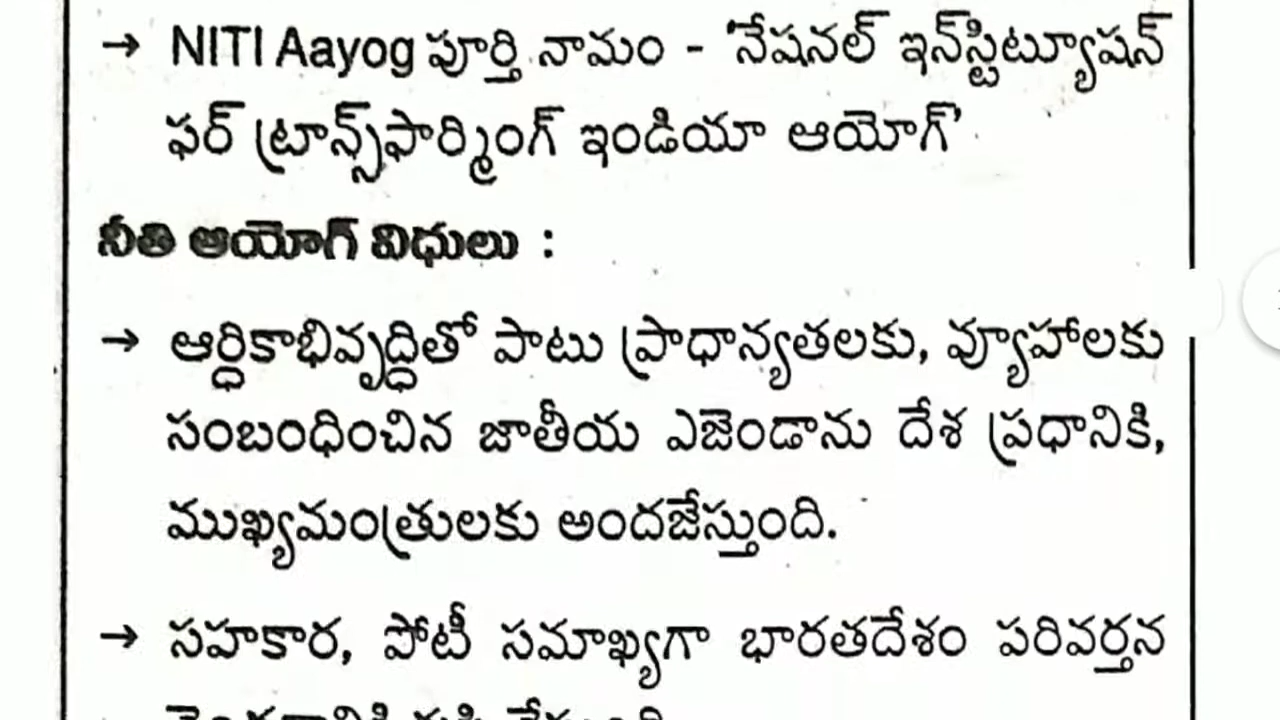 → NITI Aayog పూర్తి నామం - 'నేషనల్ ఇన్‌స్టిట్యూషన్
ఫర్ ట్రాన్స్‌ఫార్మింగ్ ఇండియా ఆయోగ్'
నీతి ఆయోగ్ విధులు :
→ ఆర్థికాభివృద్ధితో పాటు ప్రాధాన్యతలకు, వ్యూహాలకు
సంబంధించిన జాతీయ ఎజెండాను దేశ ప్రధానికి,
ముఖ్యమంత్రులకు అందజేస్తుంది.
→ సహకార, పోటీ సమాఖ్యగా భారతదేశం పరివర్తన